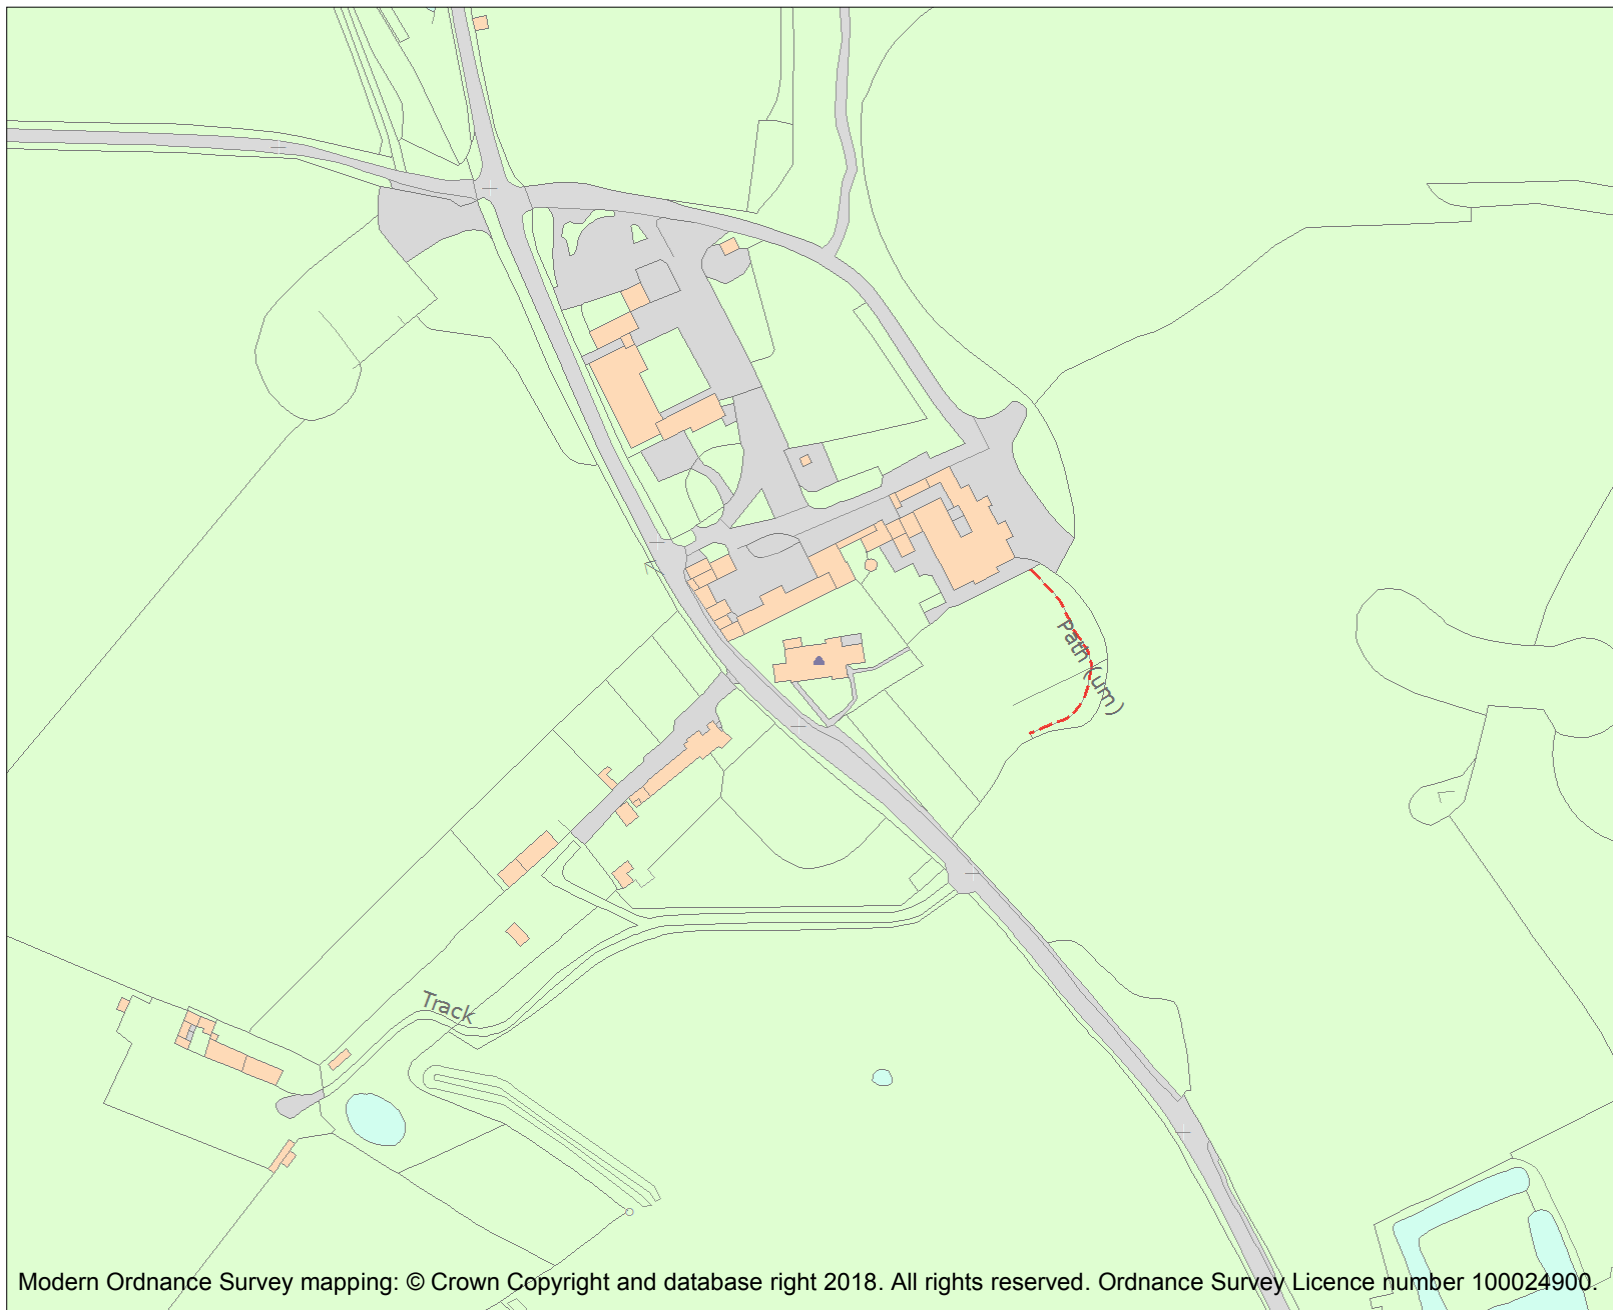 Path (um)
Track
Modern Ordnance Survey mapping: © Crown Copyright and database right 2018. All rights reserved. Ordnance Survey Licence number 100024900.